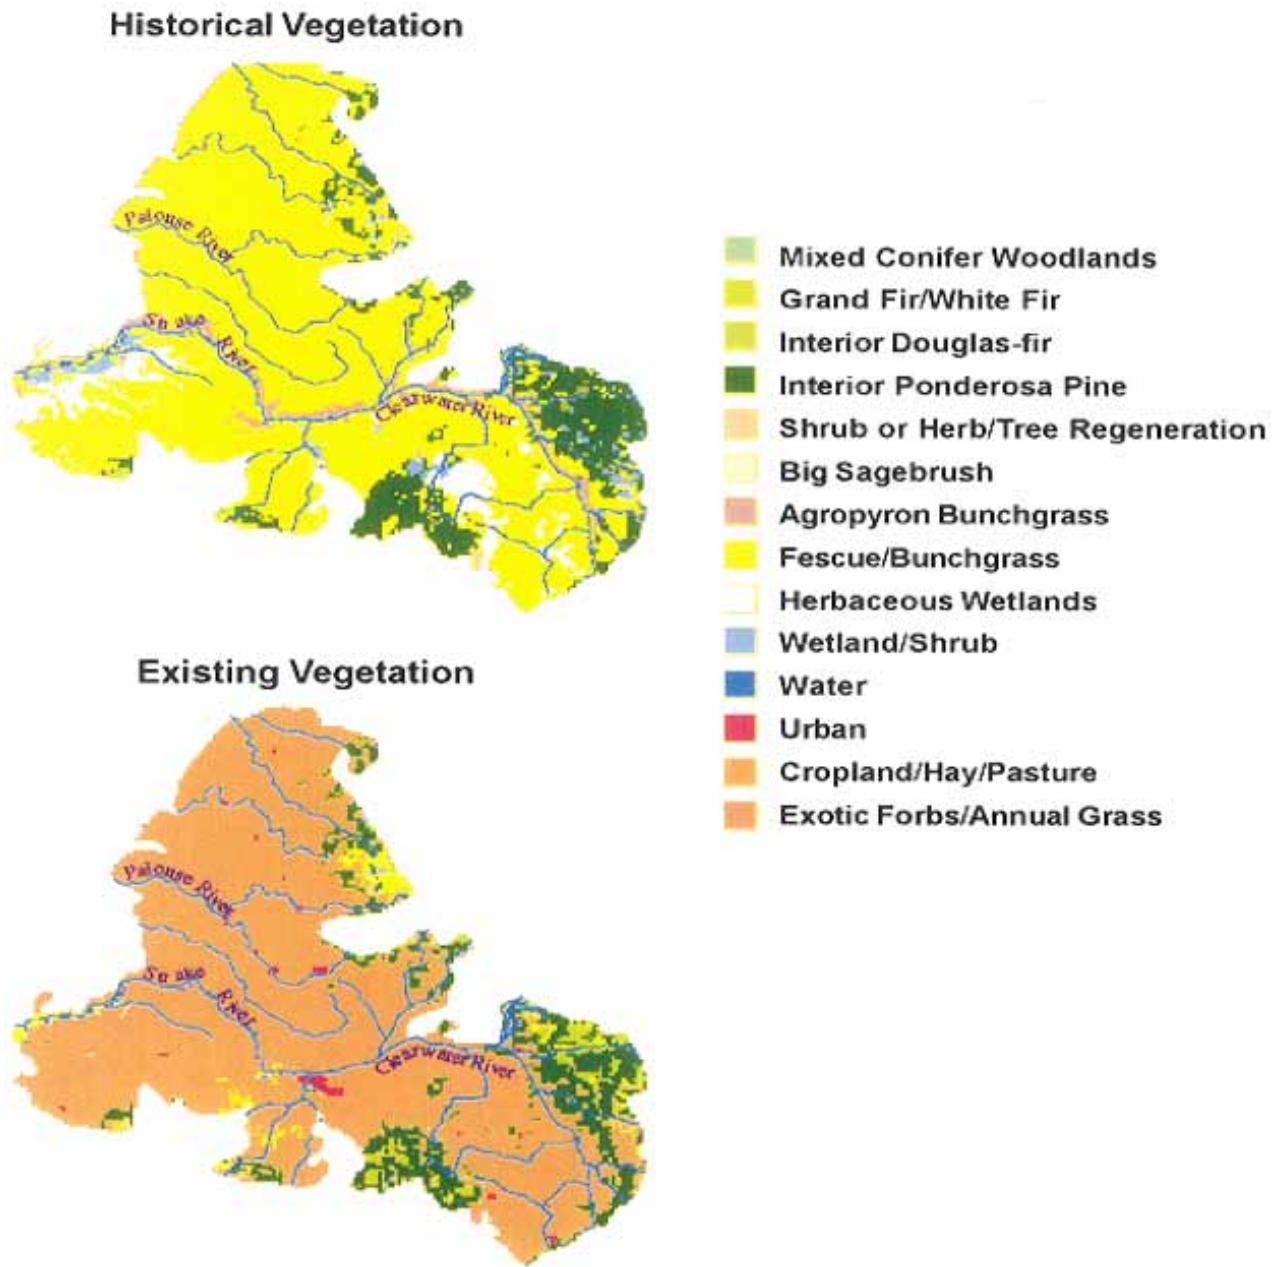 Historical Vegetation
Palouse River
Snake River
Clearwater River
Mixed Conifer Woodlands
Grand Fir/White Fir
Interior Douglas-fir
Interior Ponderosa Pine
Shrub or Herb/Tree Regeneration
Big Sagebrush
Agropyron Bunchgrass
Fescue/Bunchgrass
Herbaceous Wetlands
Wetland/Shrub
Water
Urban
Cropland/Hay/Pasture
Exotic Forbs/Annual Grass
Existing Vegetation
Palouse River
Snake River
Clearwater River